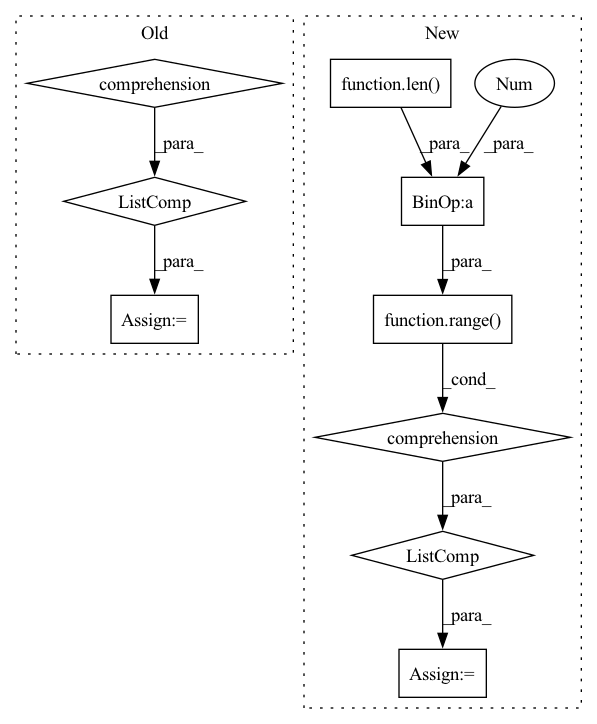 Old
New
comprehension
function.len()
Num
_para_
_para_
_para_
ListComp
BinOp:a
_para_
_para_
Assign:=
function.range()
_cond_
comprehension
_para_
ListComp
_para_
Assign:=